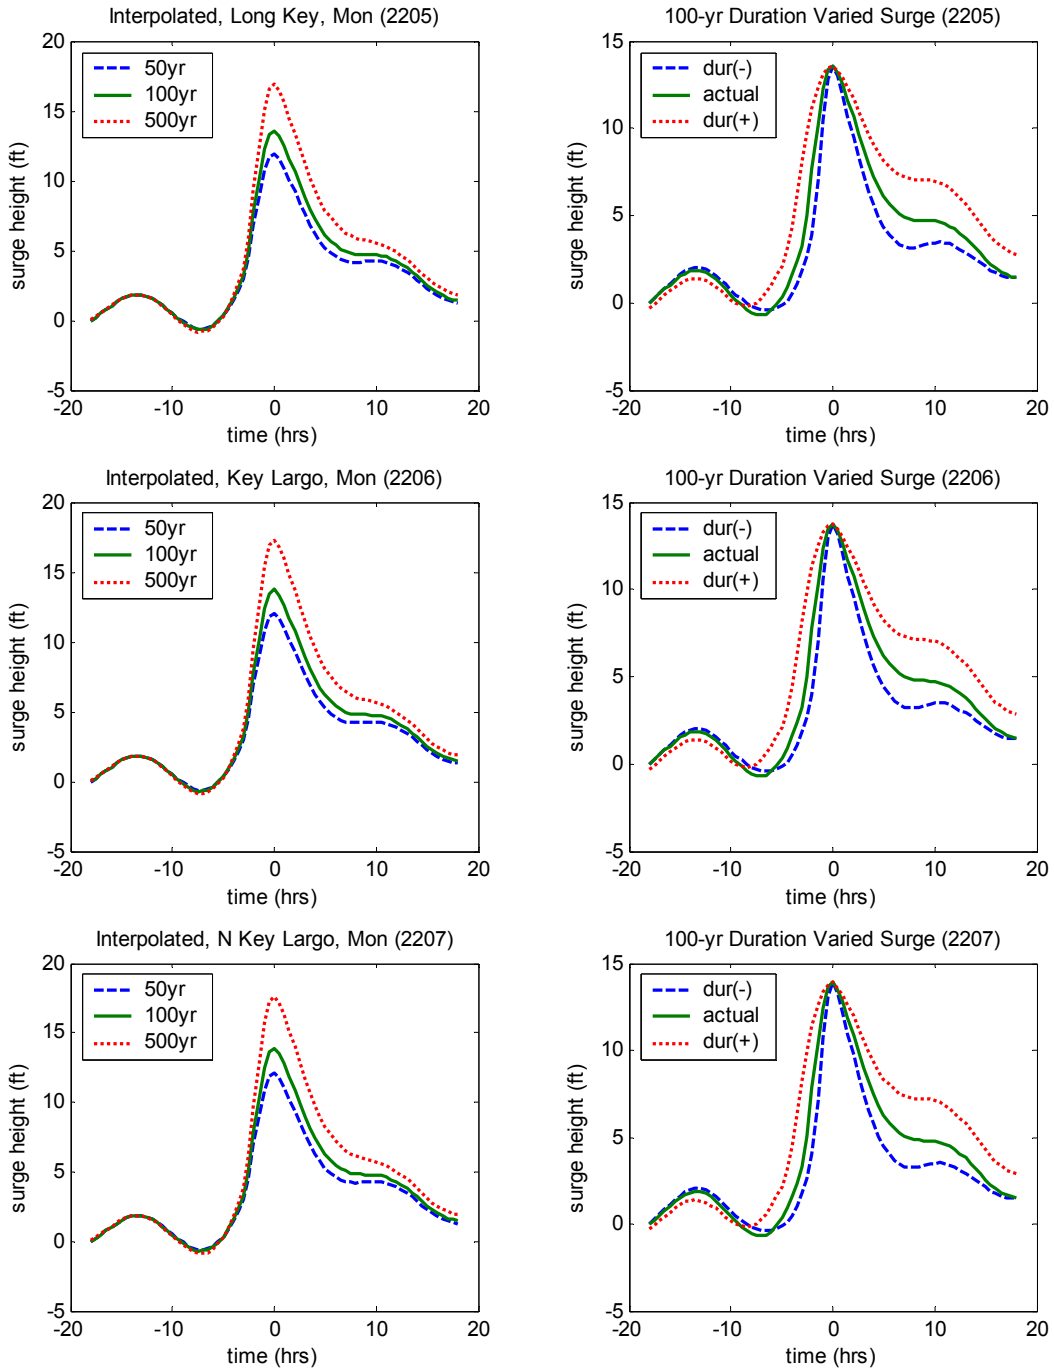 Interpolated, Long Key, Mon (2205)
20
15
10
5
0
-5
surge height (ft)
50yr
100yr
500yr
-20 -10 0 10 20
time (hrs)
100-yr Duration Varied Surge (2205)
15
10
5
0
-5
surge height (ft)
dur(-)
actual
dur(+)
-20 -10 0 10 20
time (hrs)
Interpolated, Key Largo, Mon (2206)
20
15
10
5
0
-5
surge height (ft)
50yr
100yr
500yr
-20 -10 0 10 20
time (hrs)
100-yr Duration Varied Surge (2206)
15
10
5
0
-5
surge height (ft)
dur(-)
actual
dur(+)
-20 -10 0 10 20
time (hrs)
Interpolated, N Key Largo, Mon (2207)
20
15
10
5
0
-5
surge height (ft)
50yr
100yr
500yr
-20 -10 0 10 20
time (hrs)
100-yr Duration Varied Surge (2207)
15
10
5
0
-5
surge height (ft)
dur(-)
actual
dur(+)
-20 -10 0 10 20
time (hrs)